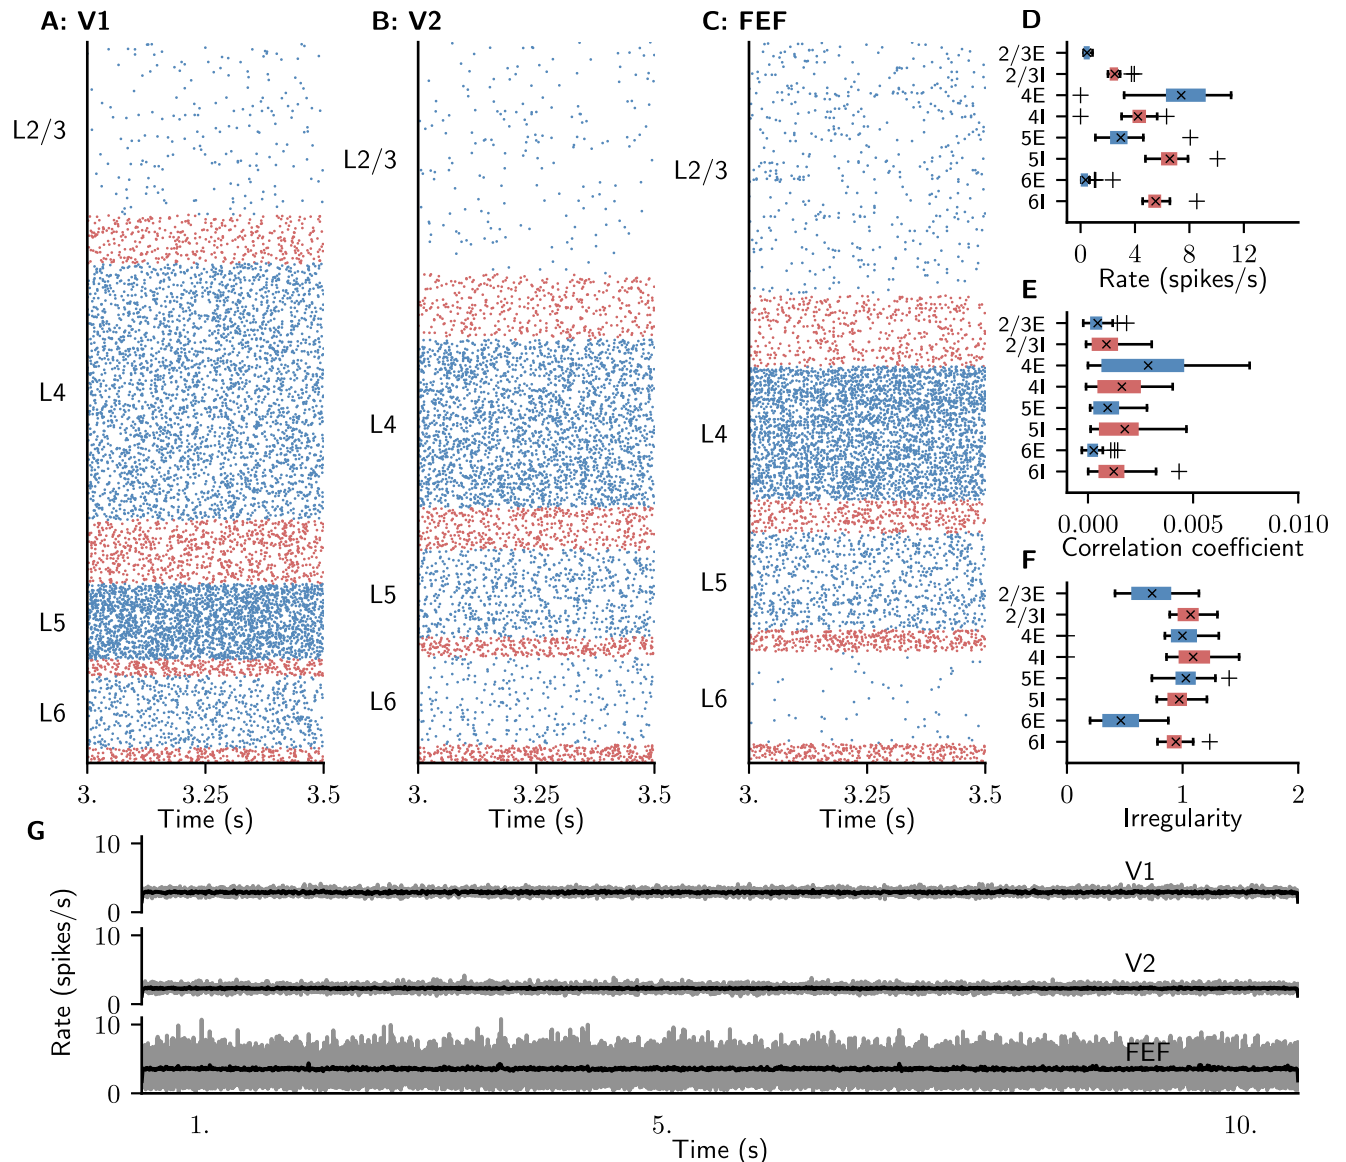 A: V1
B: V2
C: FEF
D
L2/3
L4
L5
L6
3. 3.25 3.5
Time (s)
L2/3
L4
L5
L6
3. 3.25 3.5
Time (s)
L2/3
L4
L5
L6
3. 3.25 3.5
Time (s)
2/3E
2/3I
4E
4I
5E
5I
6E
6I
0 4 8 12
Rate (spikes/s)
E
2/3E
2/3I
4E
4I
5E
5I
6E
6I
0.000 0.005 0.010
Correlation coefficient
F
2/3E
2/3I
4E
4I
5E
5I
6E
6I
0 1 2
Irregularity
G
Rate (spikes/s)
10
0
V1
10
0
V2
10
0
FEF
1. 5. 10.
Time (s)